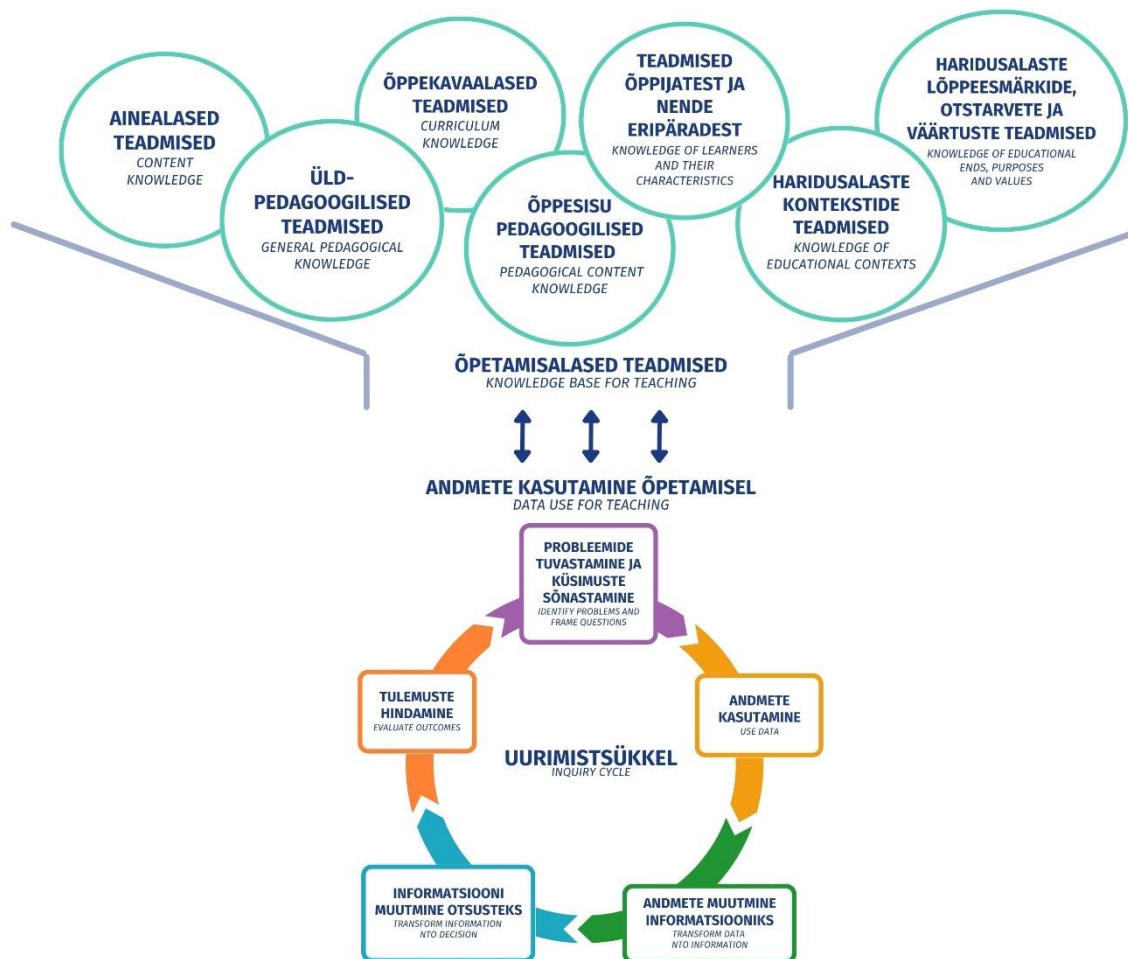 AINEALASED
TEADMISED
CONTENT
KNOWLEDGE
ÜLD-
PEDAGOOGILISED
TEADMISED
GENERAL PEDAGOGICAL
KNOWLEDGE
ÕPPEKAVAALASED
TEADMISED
CURRICULUM
KNOWLEDGE
ÕPPESISU
PEDAGOOGILISED
TEADMISED
PEDAGOGICAL CONTENT
KNOWLEDGE
TEADMISED
ÕPPIJATEST JA
NENDE
ERIPÄRADEST
KNOWLEDGE OF LEARNERS
AND THEIR
CHARACTERISTICS
HARIDUSALASTE
KONTEKSTIDE
TEADMISED
KNOWLEDGE OF
EDUCATIONAL CONTEXTS
HARIDUSALASTE
LÕPPEESMÄRKIDE,
OTSTARVETE JA
VÄÄRTUSTE TEADMISED
KNOWLEDGE OF EDUCATIONAL
ENDS, PURPOSES
AND VALUES
ÕPETAMISALASED TEADMISED
KNOWLEDGE BASE FOR TEACHING
ANDMETE KASUTAMINE ÕPETAMISEL
DATA USE FOR TEACHING
PROBLEEMIDE
TUVASTAMINE JA
KÜSIMUSTE
SÕNASTAMINE
IDENTIFY PROBLEMS AND
FRAME QUESTIONS
ANDMETE
KASUTAMINE
USE DATA
ANDMETE MUUTMINE
INFORMATSIOONIKS
TRANSFORM DATA
NTO INFORMATION
INFORMATSIOONI
MUUTMINE OTSUSTEKS
TRANSFORM INFORMATION
NTO DECISION
TULEMUSTE
HINDAMINE
EVALUATE OUTCOMES
UURIMISTSÜKKEL
INQUIRY CYCLE